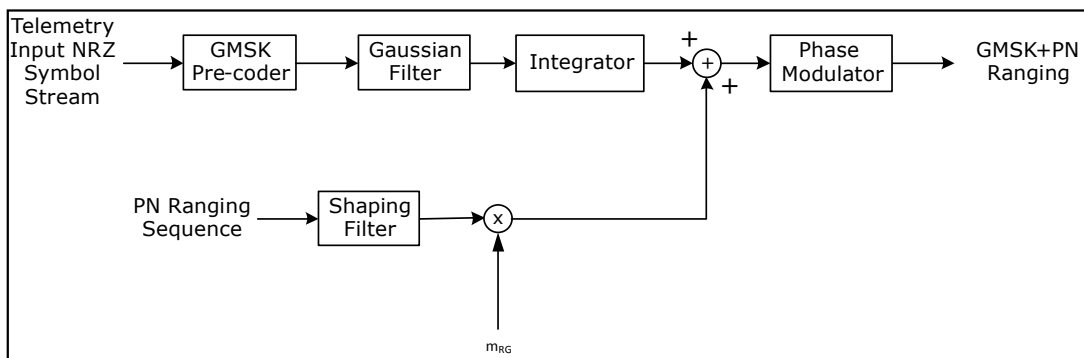 Telemetry
Input NRZ
Symbol
Stream
GMSK
Pre-coder
Gaussian
Filter
Integrator
+
+
+
Phase
Modulator
GMSK+PN
Ranging
PN Ranging
Sequence
Shaping
Filter
x
mRG